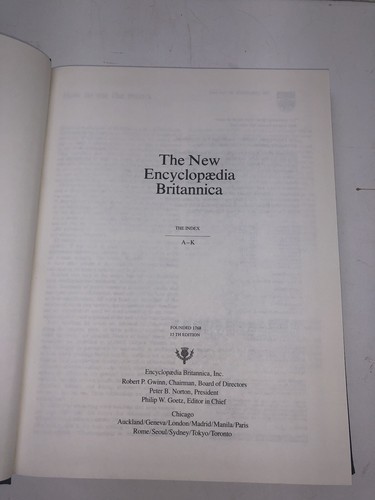 The New
Encyclopædia
Britannica
THE INDEX
A–K
FOUNDED 1768
15 TH EDITION
Encyclopædia Britannica, Inc.
Robert P. Gwinn, Chairman, Board of Directors
Peter B. Norton, President
Philip W. Goetz, Editor in Chief
Chicago
Auckland/Geneva/London/Madrid/Manila/Paris
Rome/Seoul/Sydney/Tokyo/Toronto